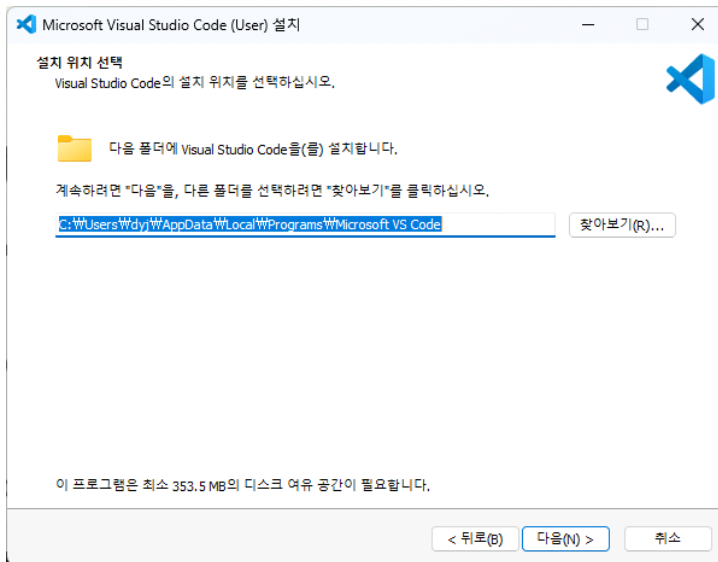 Microsoft Visual Studio Code (User) 설치
설치 위치 선택
Visual Studio Code의 설치 위치를 선택하십시오.
다음 폴더에 Visual Studio Code을(를) 설치합니다.
계속하려면 "다음"을, 다른 폴더를 선택하려면 "찾아보기"를 클릭하십시오.
C:₩Users₩dyj₩AppData₩Local₩Programs₩Microsoft VS Code
찾아보기(R)...
이 프로그램은 최소 353.5 MB의 디스크 여유 공간이 필요합니다.
< 뒤로(B)
다음(N) >
취소